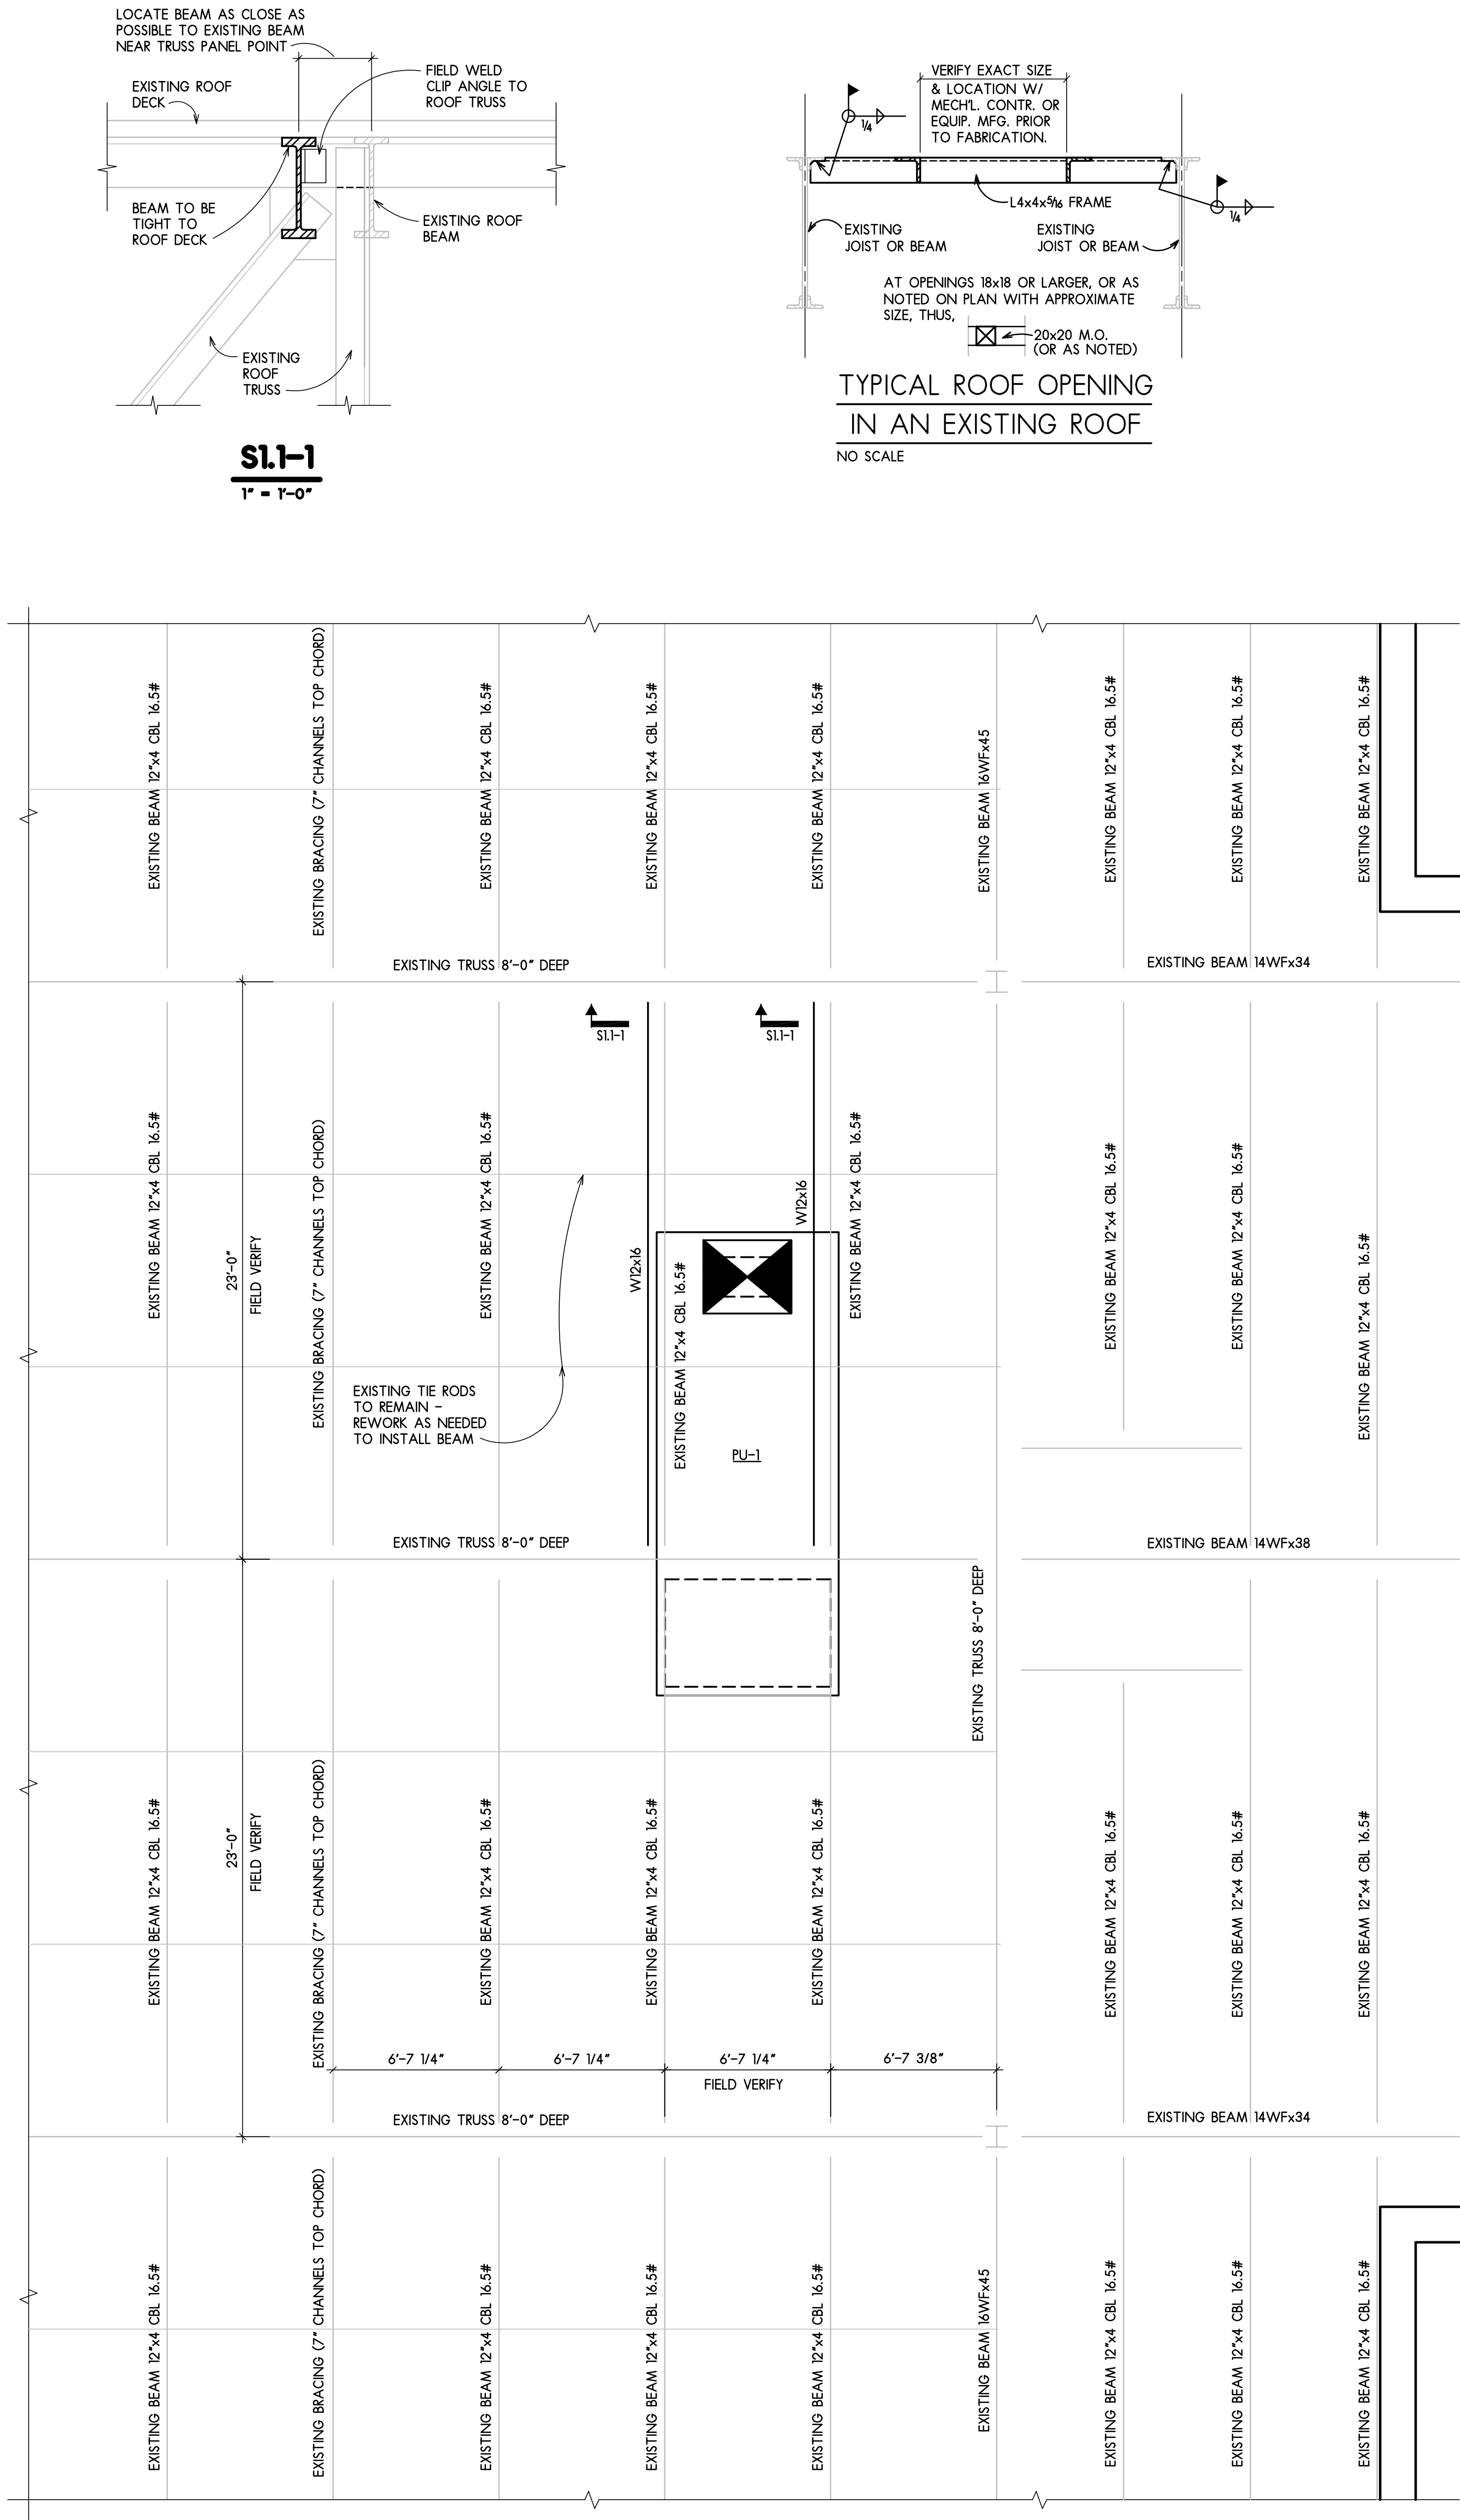 LOCATE BEAM AS CLOSE AS
POSSIBLE TO EXISTING BEAM
NEAR TRUSS PANEL POINT
EXISTING ROOF
DECK
FIELD WELD
CLIP ANGLE TO
ROOF TRUSS
BEAM TO BE
TIGHT TO
ROOF DECK
EXISTING ROOF
BEAM
EXISTING
ROOF
TRUSS
S1.1-1
1" = 1'-0"
VERIFY EXACT SIZE
& LOCATION W/
MECH'L. CONTR. OR
EQUIP. MFG. PRIOR
TO FABRICATION.
1/4
L4x4x5/16 FRAME
1/4
EXISTING
JOIST OR BEAM
EXISTING
JOIST OR BEAM
AT OPENINGS 18x18 OR LARGER, OR AS
NOTED ON PLAN WITH APPROXIMATE
SIZE, THUS,
20x20 M.O.
(OR AS NOTED)
TYPICAL ROOF OPENING
IN AN EXISTING ROOF
NO SCALE
EXISTING BEAM 12"x4 CBL 16.5#
EXISTING BRACING (7" CHANNELS TOP CHORD)
EXISTING BEAM 12"x4 CBL 16.5#
EXISTING BEAM 12"x4 CBL 16.5#
EXISTING BEAM 12"x4 CBL 16.5#
EXISTING BEAM 16WFx45
EXISTING BEAM 12"x4 CBL 16.5#
EXISTING BEAM 12"x4 CBL 16.5#
EXISTING BEAM 12"x4 CBL 16.5#
EXISTING TRUSS 8'-0" DEEP
EXISTING BEAM 14WFx34
S1.1-1
S1.1-1
EXISTING BEAM 12"x4 CBL 16.5#
23'-0"
FIELD VERIFY
EXISTING BRACING (7" CHANNELS TOP CHORD)
EXISTING BEAM 12"x4 CBL 16.5#
W12x16
EXISTING BEAM 12"x4 CBL 16.5#
W12x16
EXISTING BEAM 12"x4 CBL 16.5#
EXISTING BEAM 12"x4 CBL 16.5#
EXISTING BEAM 12"x4 CBL 16.5#
EXISTING BEAM 12"x4 CBL 16.5#
EXISTING TIE RODS
TO REMAIN -
REWORK AS NEEDED
TO INSTALL BEAM
PU-1
EXISTING TRUSS 8'-0" DEEP
EXISTING BEAM 14WFx38
EXISTING TRUSS 8'-0" DEEP
EXISTING BEAM 12"x4 CBL 16.5#
23'-0"
FIELD VERIFY
EXISTING BRACING (7" CHANNELS TOP CHORD)
EXISTING BEAM 12"x4 CBL 16.5#
EXISTING BEAM 12"x4 CBL 16.5#
EXISTING BEAM 12"x4 CBL 16.5#
EXISTING BEAM 12"x4 CBL 16.5#
EXISTING BEAM 12"x4 CBL 16.5#
EXISTING BEAM 12"x4 CBL 16.5#
6'-7 1/4"
6'-7 1/4"
6'-7 1/4"
6'-7 3/8"
FIELD VERIFY
EXISTING TRUSS 8'-0" DEEP
EXISTING BEAM 14WFx34
EXISTING BEAM 12"x4 CBL 16.5#
EXISTING BRACING (7" CHANNELS TOP CHORD)
EXISTING BEAM 12"x4 CBL 16.5#
EXISTING BEAM 12"x4 CBL 16.5#
EXISTING BEAM 12"x4 CBL 16.5#
EXISTING BEAM 16WFx45
EXISTING BEAM 12"x4 CBL 16.5#
EXISTING BEAM 12"x4 CBL 16.5#
EXISTING BEAM 12"x4 CBL 16.5#